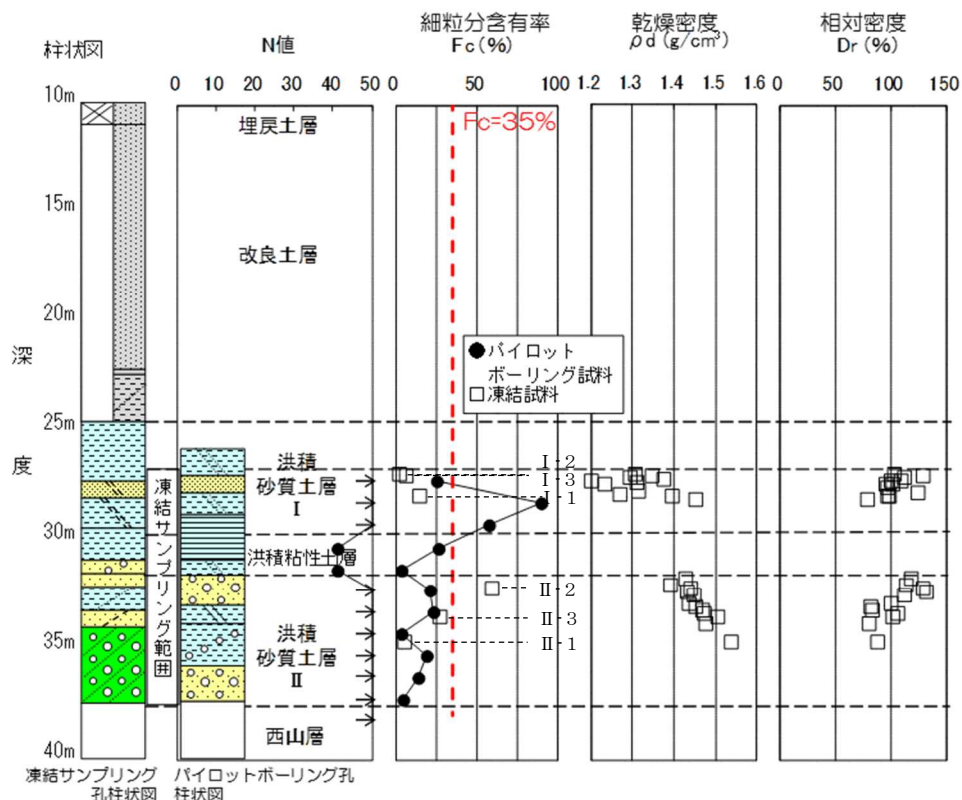 柱状図
N値
細粒分含有率
Fc(%)
乾燥密度
ρd (g/cm³)
相対密度
Dr (%)
0 10 20 30 40 50
0 50 100
1.2 1.3 1.4 1.5 1.6
0 50 100 150
10m
15m
20m
25m
30m
35m
40m
深
度
埋戻土層
改良土層
Fc=35%
パイロット
ボーリング試料
凍結試料
洪積
砂質土層
I
洪積粘性土層
洪積
砂質土層
II
西山層
凍結サンプリング範囲
I-2
I-3
I-1
II-2
II-3
II-1
凍結サンプリング
孔柱状図
パイロットボーリング孔
柱状図